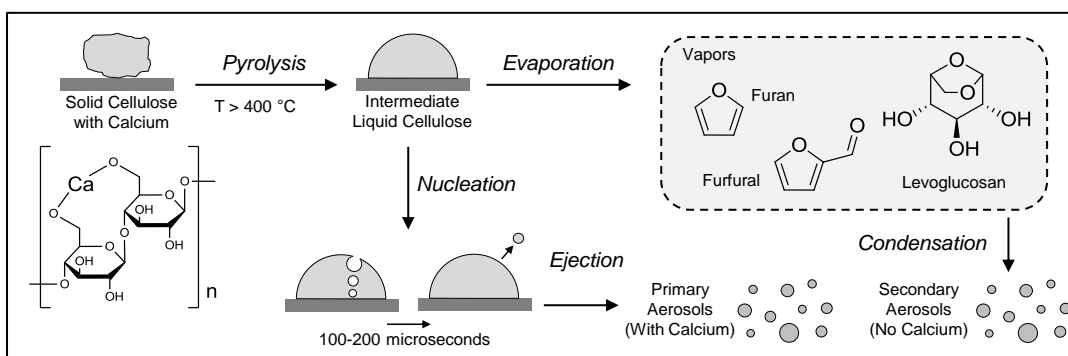 Pyrolysis
T > 400 °C
Evaporation
Solid Cellulose
with Calcium
Intermediate
Liquid Cellulose
Vapors
Furan
O
Furfural
O
O
Levoglucosan
O
O
HO
OH
OH
Ca
O
O
O
O
O
O
O
O
OH
OH
OH
OH
n
Nucleation
100-200 microseconds
Ejection
Condensation
Primary
Aerosols
(With Calcium)
Secondary
Aerosols
(No Calcium)